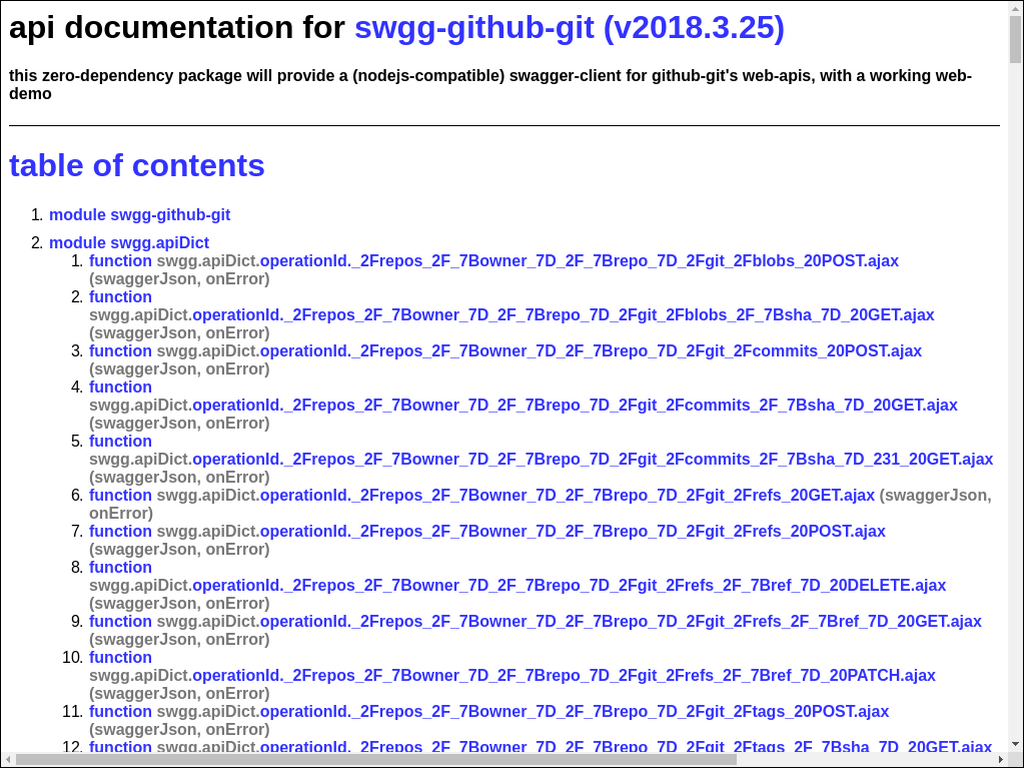 api documentation for swgg-github-git (v2018.3.25)
this zero-dependency package will provide a (nodejs-compatible) swagger-client for github-git's web-apis, with a working web-
demo
table of contents
1. module swgg-github-git
2. module swgg.apiDict
1. function swgg.apiDict.operationId._2Frepos_2F_7Bowner_7D_2F_7Brepo_7D_2Fgit_2Fblobs_20POST.ajax
(swaggerJson, onError)
2. function
swgg.apiDict.operationId._2Frepos_2F_7Bowner_7D_2F_7Brepo_7D_2Fgit_2Fblobs_2F_7Bsha_7D_20GET.ajax
(swaggerJson, onError)
3. function swgg.apiDict.operationId._2Frepos_2F_7Bowner_7D_2F_7Brepo_7D_2Fgit_2Fcommits_20POST.ajax
(swaggerJson, onError)
4. function
swgg.apiDict.operationId._2Frepos_2F_7Bowner_7D_2F_7Brepo_7D_2Fgit_2Fcommits_2F_7Bsha_7D_20GET.ajax
(swaggerJson, onError)
5. function
swgg.apiDict.operationId._2Frepos_2F_7Bowner_7D_2F_7Brepo_7D_2Fgit_2Fcommits_2F_7Bsha_7D_231_20GET.ajax
(swaggerJson, onError)
6. function swgg.apiDict.operationId._2Frepos_2F_7Bowner_7D_2F_7Brepo_7D_2Fgit_2Frefs_20GET.ajax (swaggerJson,
onError)
7. function swgg.apiDict.operationId._2Frepos_2F_7Bowner_7D_2F_7Brepo_7D_2Fgit_2Frefs_20POST.ajax
(swaggerJson, onError)
8. function
swgg.apiDict.operationId._2Frepos_2F_7Bowner_7D_2F_7Brepo_7D_2Fgit_2Frefs_2F_7Bref_7D_20DELETE.ajax
(swaggerJson, onError)
9. function swgg.apiDict.operationId._2Frepos_2F_7Bowner_7D_2F_7Brepo_7D_2Fgit_2Frefs_2F_7Bref_7D_20GET.ajax
(swaggerJson, onError)
10. function
swgg.apiDict.operationId._2Frepos_2F_7Bowner_7D_2F_7Brepo_7D_2Fgit_2Frefs_2F_7Bref_7D_20PATCH.ajax
(swaggerJson, onError)
11. function swgg.apiDict.operationId._2Frepos_2F_7Bowner_7D_2F_7Brepo_7D_2Fgit_2Ftags_20POST.ajax
(swaggerJson, onError)
12. function swgg.apiDict.operationId._2Frepos_2F_7Bowner_7D_2F_7Brepo_7D_2Fgit_2Ftags_2F_7Bsha_7D_20GET.ajax